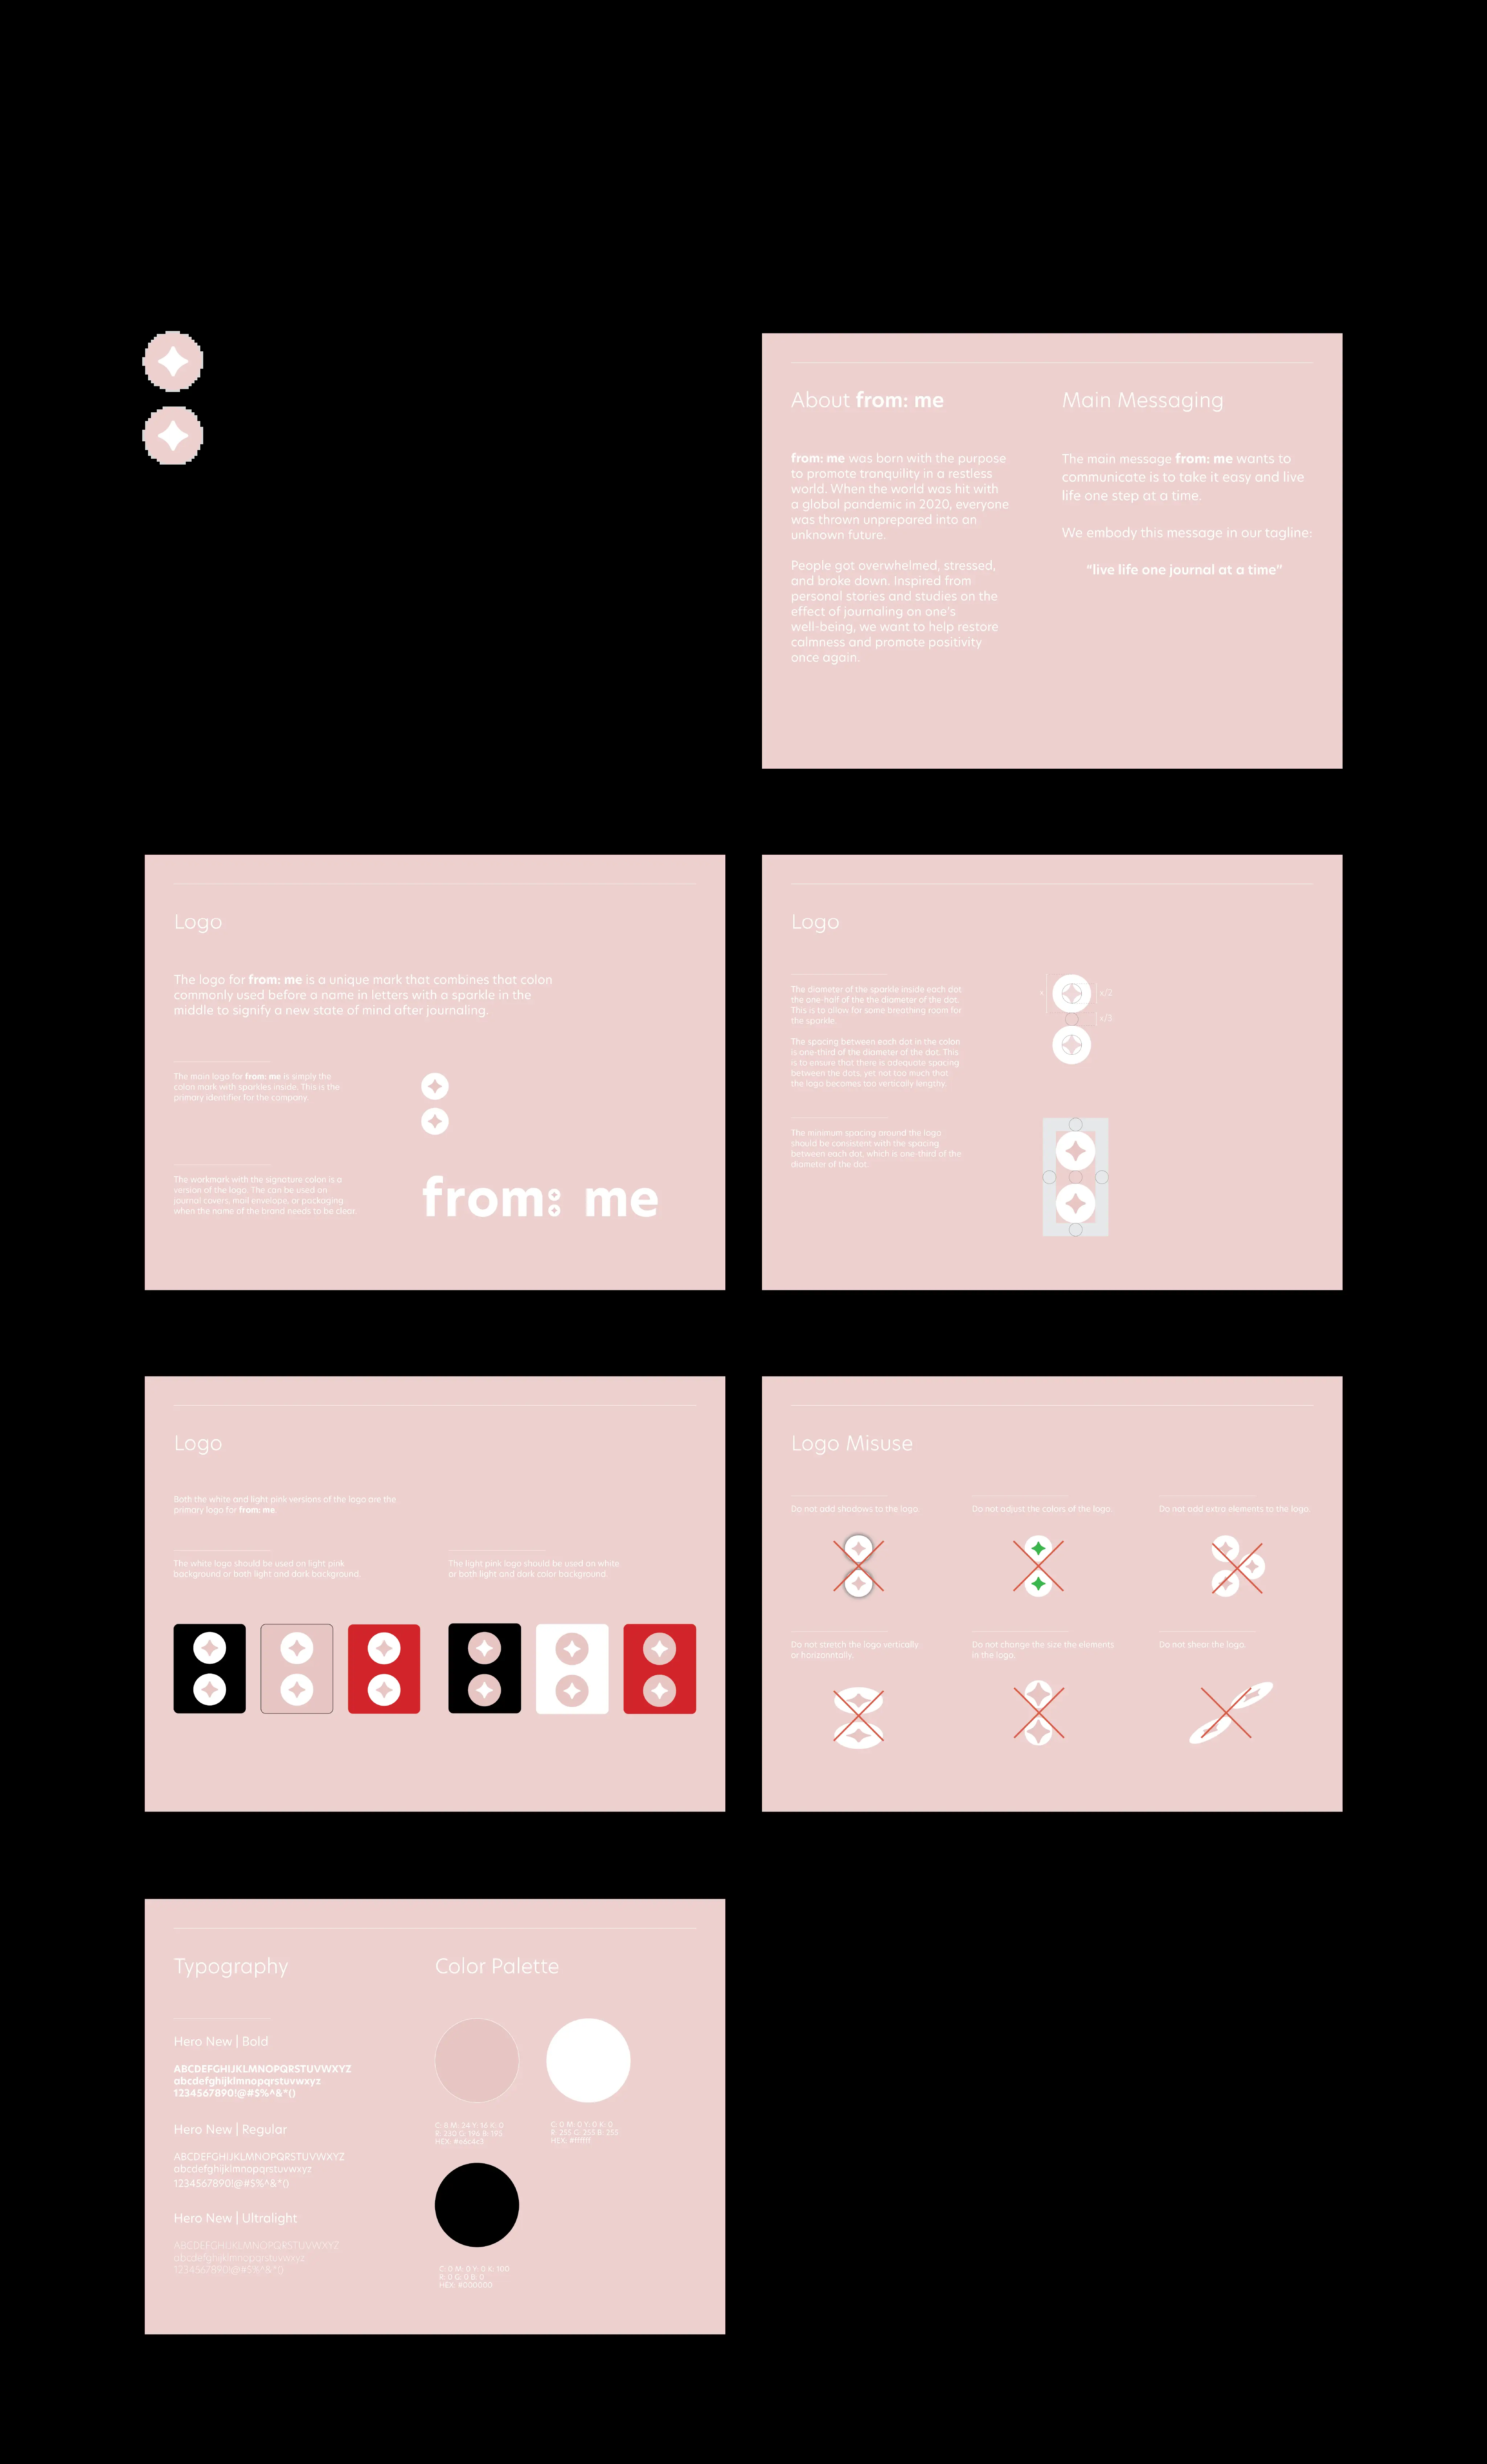 About from: me
from: me was born with the purpose
to promote tranquility in a restless
world. When the world was hit with
a global pandemic in 2020, everyone
was thrown unprepared into an
unknown future.
People got overwhelmed, stressed,
and broke down. Inspired from
personal stories and studies on the
effect of journaling on one's
well-being, we want to help restore
calmness and promote positivity
once again.
Main Messaging
The main message from: me wants to
communicate is to take it easy and live
life one step at a time.
We embody this message in our tagline:
“live life one journal at a time”
Logo
The logo for from: me is a unique mark that combines that colon
commonly used before a name in letters with a sparkle in the
middle to signify a new state of mind after journaling.
The main logo for from: me is simply the
colon mark with sparkles inside. This is the
primary identifier for the company.
The workmark with the signature colon is a
version of the logo. The can be used on
journal covers, mail envelope, or packaging
when the name of the brand needs to be clear.
from: me
Logo
The diameter of the sparkle inside each dot
the one-half of the the diameter of the dot.
This is to allow for some breathing room for
the sparkle.
The spacing between each dot in the colon
is one-third of the diameter of the dot. This
is to ensure that there is adequate spacing
between the dots, yet not too much that
the logo becomes too vertically lengthy.
x
x/2
x/3
The minimum spacing around the logo
should be consistent with the spacing
between each dot, which is one-third of the
diameter of the dot.
Logo
Both the white and light pink versions of the logo are the
primary logo for from: me.
The white logo should be used on light pink
background or both light and dark background.
The light pink logo should be used on white
or both light and dark color background.
Logo Misuse
Do not add shadows to the logo.
Do not adjust the colors of the logo.
Do not add extra elements to the logo.
Do not stretch the logo vertically
or horizontally.
Do not change the size the elements
in the logo.
Do not shear the logo.
Typography
Hero New | Bold
ABCDEFGHIJKLMNOPQRSTUVWXYZ
abcdefghijklmnopqrstuvwxyz
1234567890!@#$%^&*()
Hero New | Regular
ABCDEFGHIJKLMNOPQRSTUVWXYZ
abcdefghijklmnopqrstuvwxyz
1234567890!@#$%^&*()
Hero New | Ultralight
ABCDEFGHIJKLMNOPQRSTUVWXYZ
abcdefghijklmnopqrstuvwxyz
1234567890!@#$%^&*()
Color Palette
C: 8 M: 24 Y: 16 K: 0
R: 230 G: 196 B: 195
HEX: #e6c4c3
C: 0 M: 0 Y: 0 K: 0
R: 255 G: 255 B: 255
HEX: #ffffff
C: 0 M: 0 Y: 0 K: 100
R: 0 G: 0 B: 0
HEX: #000000